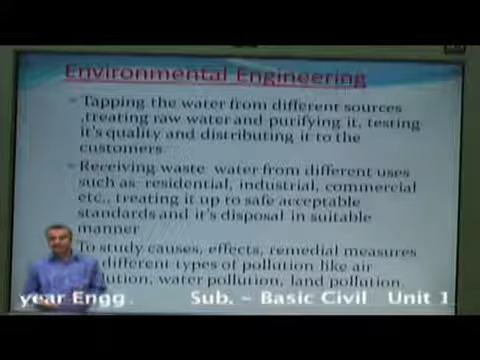 Environmental Engineering
Tapping the water from different sources
,treating raw water and purifying it, testing
it's quality and distributing it to the
customers
Receiving waste water from different uses
such as residential, industrial, commercial
etc., treating it up to safe acceptable
standards and it's disposal in suitable
manner
To study causes, effects, remedial measures
different types of pollution like air
water pollution, land pollution.
year Engg. Sub. - Basic Civil Unit 1